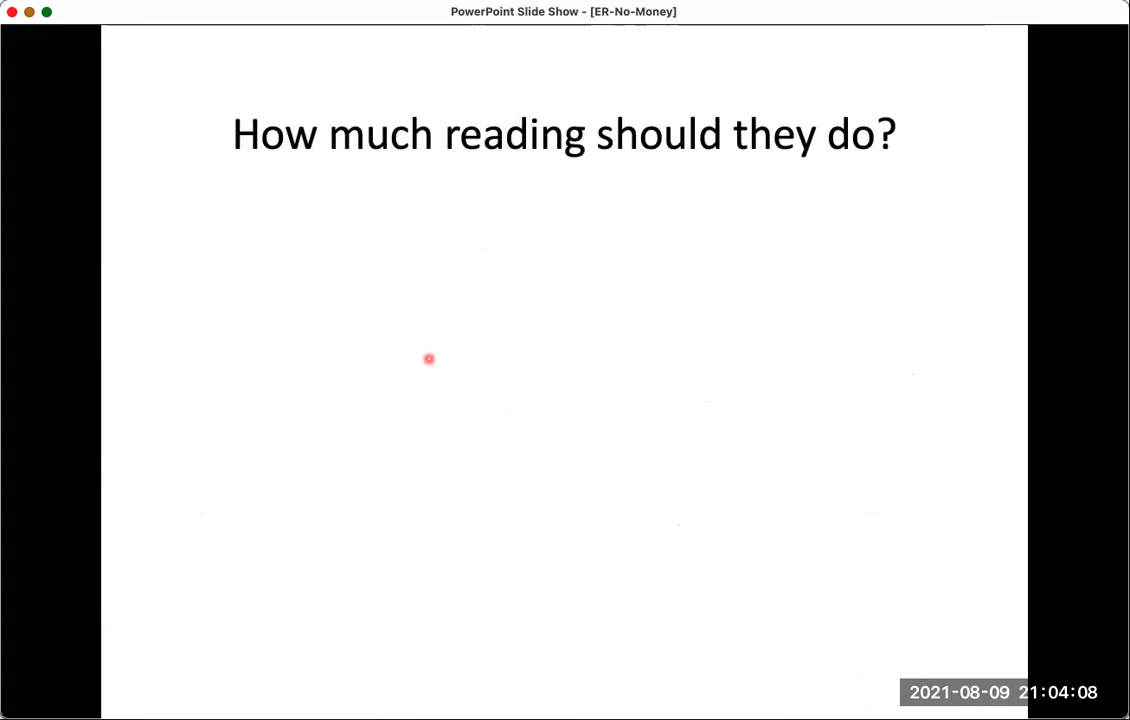 PowerPoint Slide Show - [ER-No-Money]
How much reading should they do?
2021-08-09 21:04:08